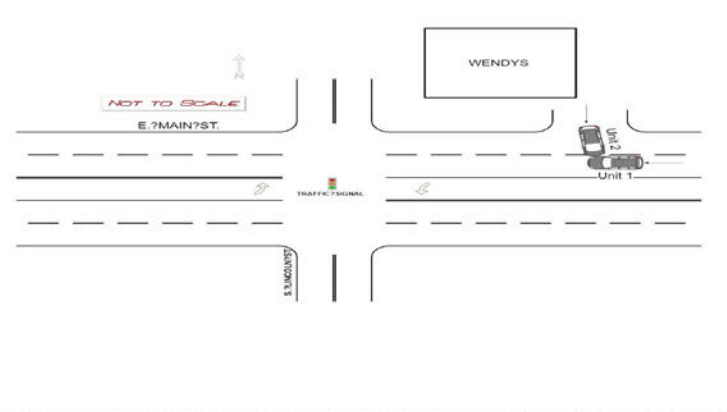 WENDYS
N
NOT TO SCALE
E.?MAIN?ST.
Unit 2
Unit 1
TRAFFIC?SIGNAL
S.?LINCOLN?ST.